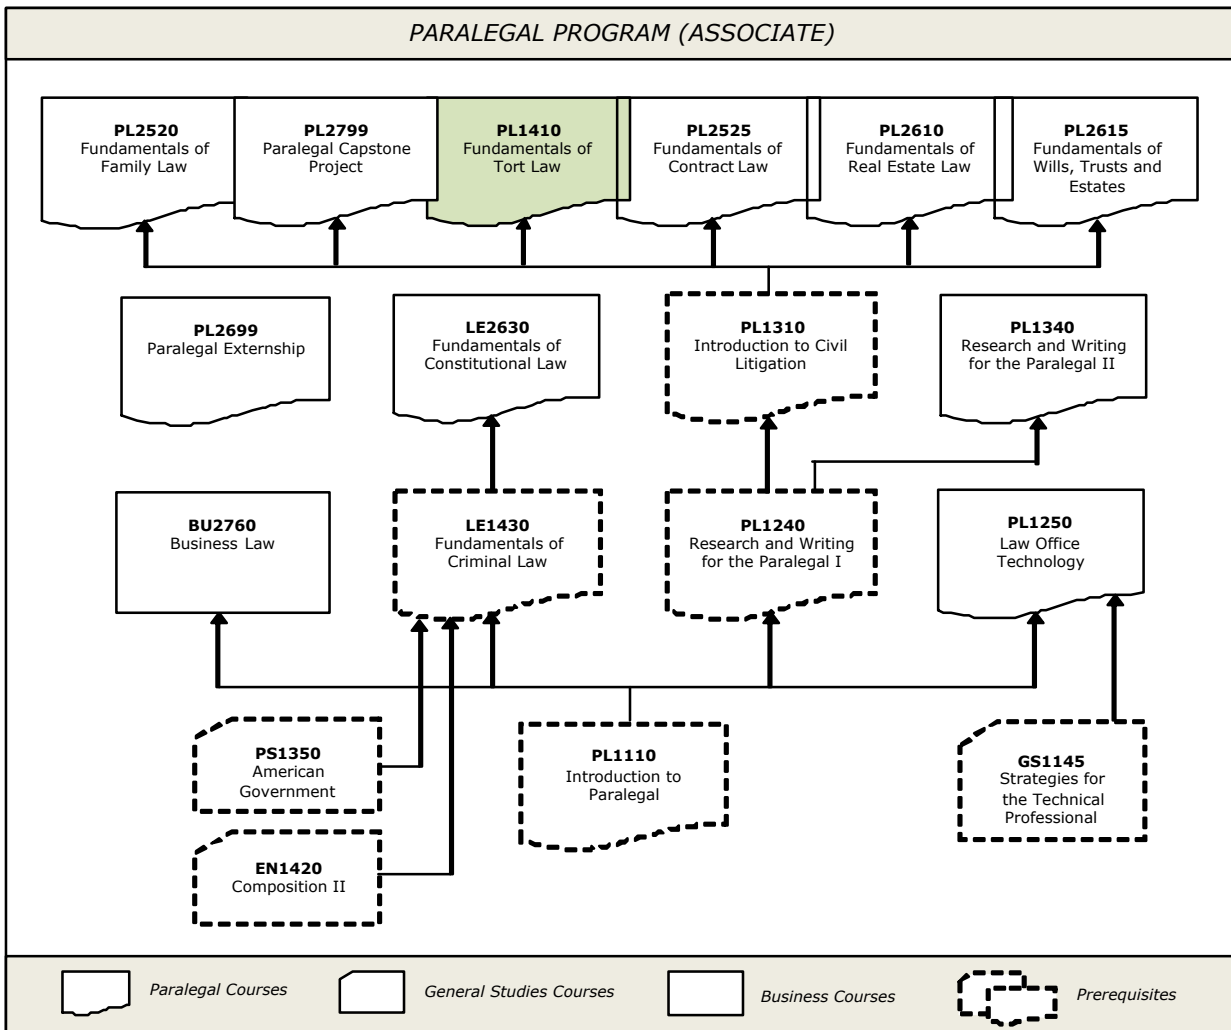 PARALEGAL PROGRAM (ASSOCIATE)
PL2520
Fundamentals of
Family Law
PL2799
Paralegal Capstone
Project
PL1410
Fundamentals of
Tort Law
PL2525
Fundamentals of
Contract Law
PL2610
Fundamentals of
Real Estate Law
PL2615
Fundamentals of
Wills, Trusts and
Estates
PL2699
Paralegal Externship
LE2630
Fundamentals of
Constitutional Law
PL1310
Introduction to Civil
Litigation
PL1340
Research and Writing
for the Paralegal II
BU2760
Business Law
LE1430
Fundamentals of
Criminal Law
PL1240
Research and Writing
for the Paralegal I
PL1250
Law Office
Technology
PS1350
American
Government
PL1110
Introduction to
Paralegal
GS1145
Strategies for
the Technical
Professional
EN1420
Composition II
Paralegal Courses
General Studies Courses
Business Courses
Prerequisites